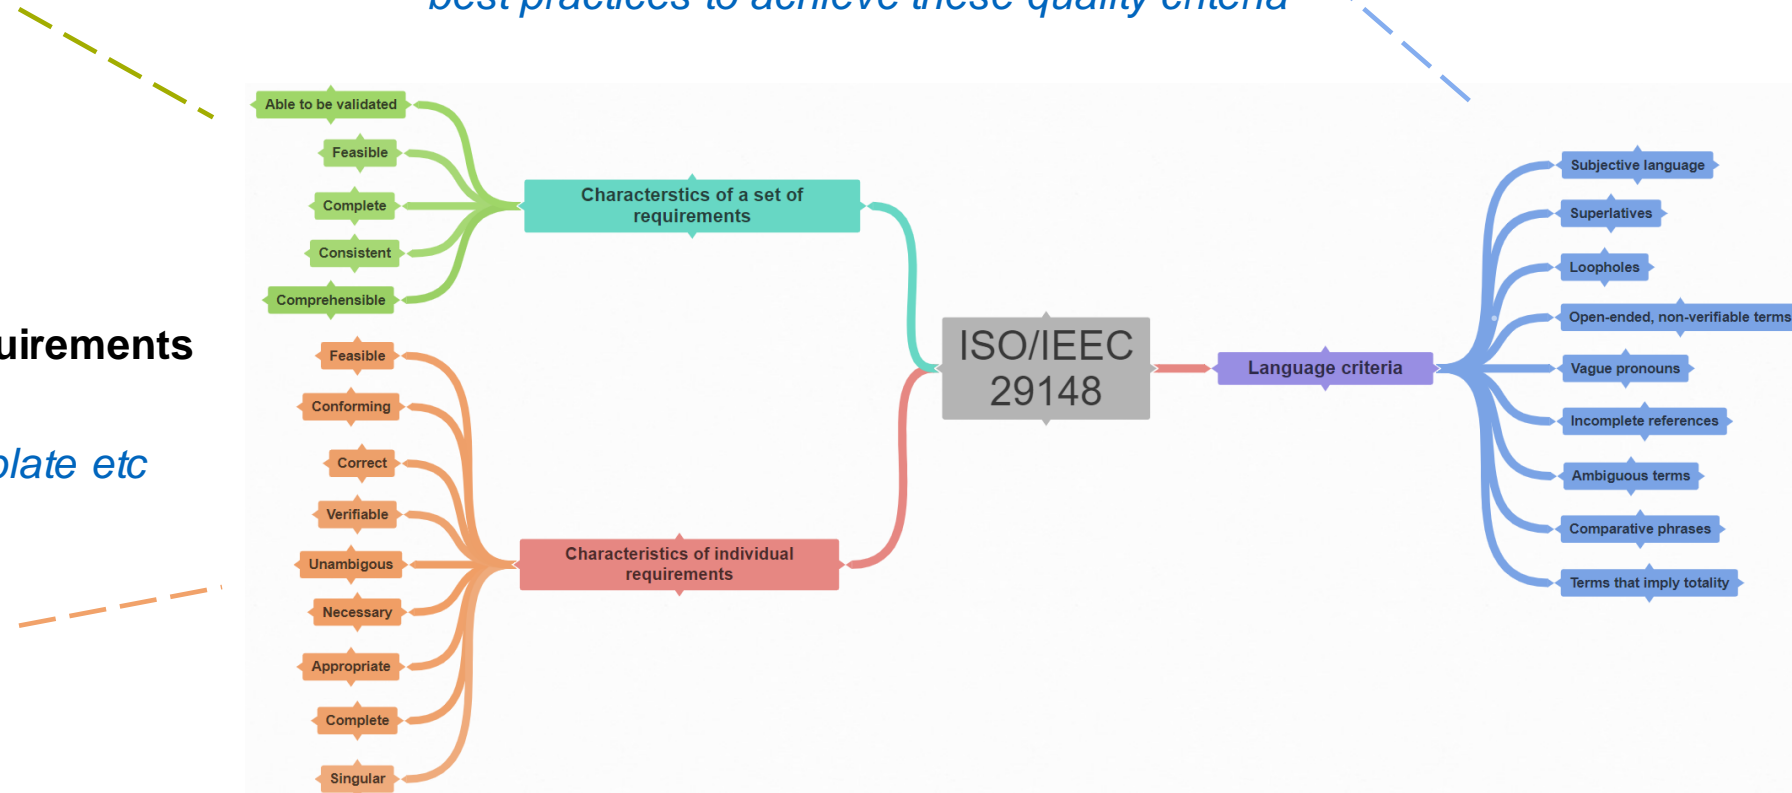 best practices to achieve these quality criteria
Able to be validated
Feasible
Complete
Consistent
Comprehensible
Characterstics of a set of
requirements
uirements
plate etc
Feasible
Conforming
Correct
Verifiable
Unambigous
Necessary
Appropriate
Complete
Singular
Characteristics of individual
requirements
ISO/IEEC
29148
Language criteria
Subjective language
Superlatives
Loopholes
Open-ended, non-verifiable terms
Vague pronouns
Incomplete references
Ambiguous terms
Comparative phrases
Terms that imply totality